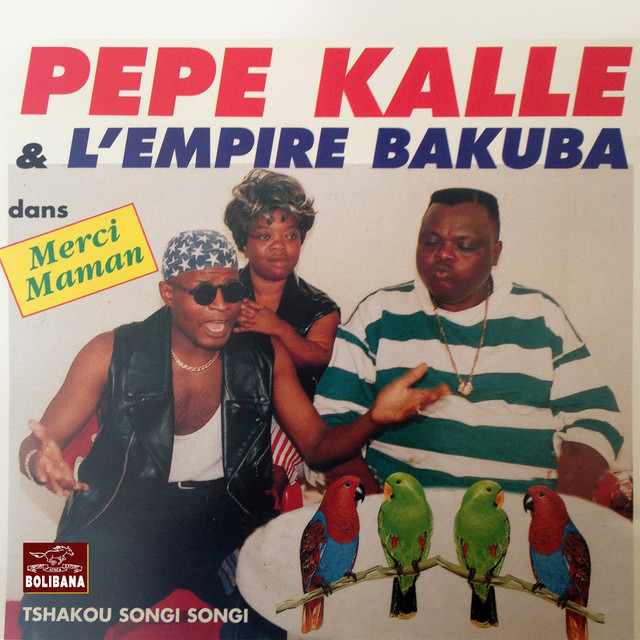 PEPE KALLE
& L'EMPIRE BAKUBA
dans
Merci
Maman
BOLIBANA
TSHAKOU SONGI SONGI